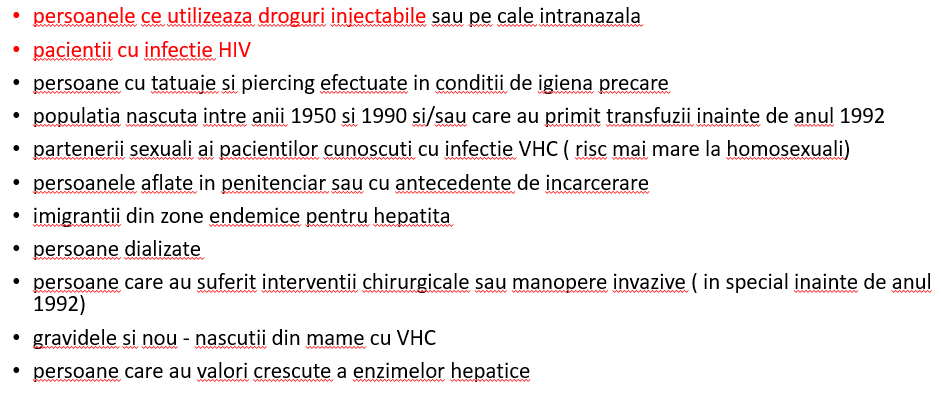 • persoanele ce utilizeaza droguri injectabile sau pe cale intranazala
• pacientii cu infectie HIV
• persoane cu tatuaje si piercing efectuate in conditii de igiena precare
• populatia nascuta intre anii 1950 si 1990 si/sau care au primit transfuzii inainte de anul 1992
• partenerii sexuali ai pacientilor cunoscuti cu infectie VHC ( risc mai mare la homosexuali)
• persoanele aflate in penitenciar sau cu antecedente de incarcerare
• imigrantii din zone endemice pentru hepatita
• persoane dializate
• persoane care au suferit interventii chirurgicale sau manopere invazive ( in special inainte de anul
1992)
• gravidele si nou - nascutii din mame cu VHC
• persoane care au valori crescute a enzimelor hepatice